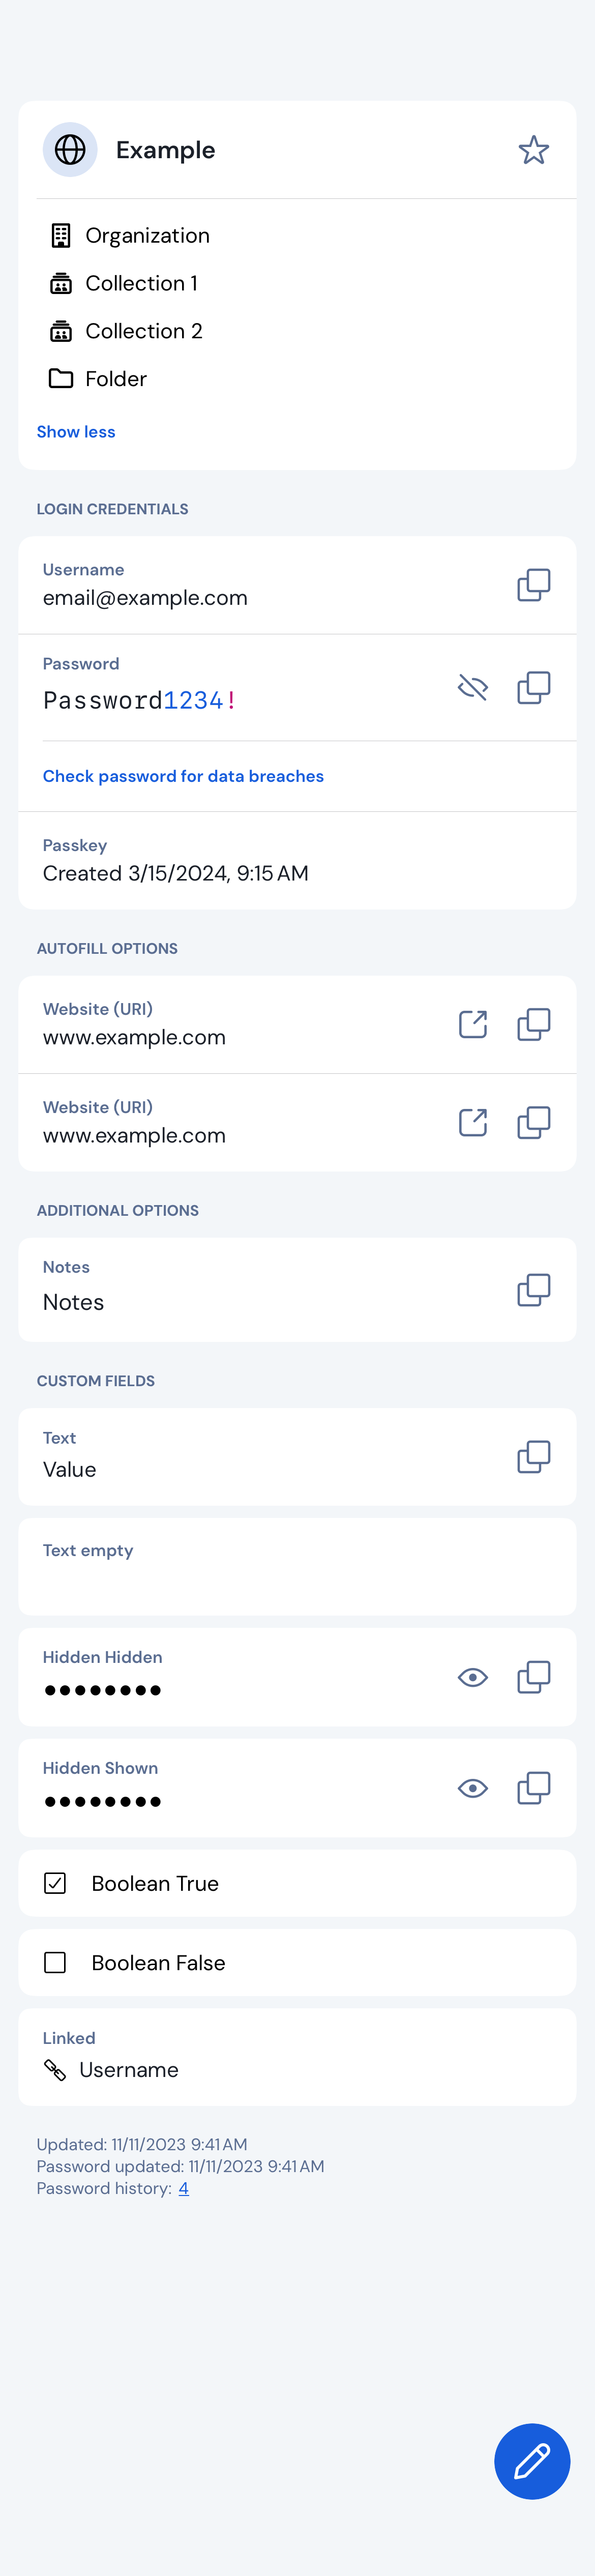 Example
Organization
Collection 1
Collection 2
Folder
Show less
LOGIN CREDENTIALS
Username
email@example.com
Password
Password1234!
Check password for data breaches
Passkey
Created 3/15/2024, 9:15 AM
AUTOFILL OPTIONS
Website (URI)
www.example.com
Website (URI)
www.example.com
ADDITIONAL OPTIONS
Notes
Notes
CUSTOM FIELDS
Text
Value
Text empty
Hidden Hidden
••••••••
Hidden Shown
••••••••
Boolean True
Boolean False
Linked
Username
Updated: 11/11/2023 9:41 AM
Password updated: 11/11/2023 9:41 AM
Password history: 4